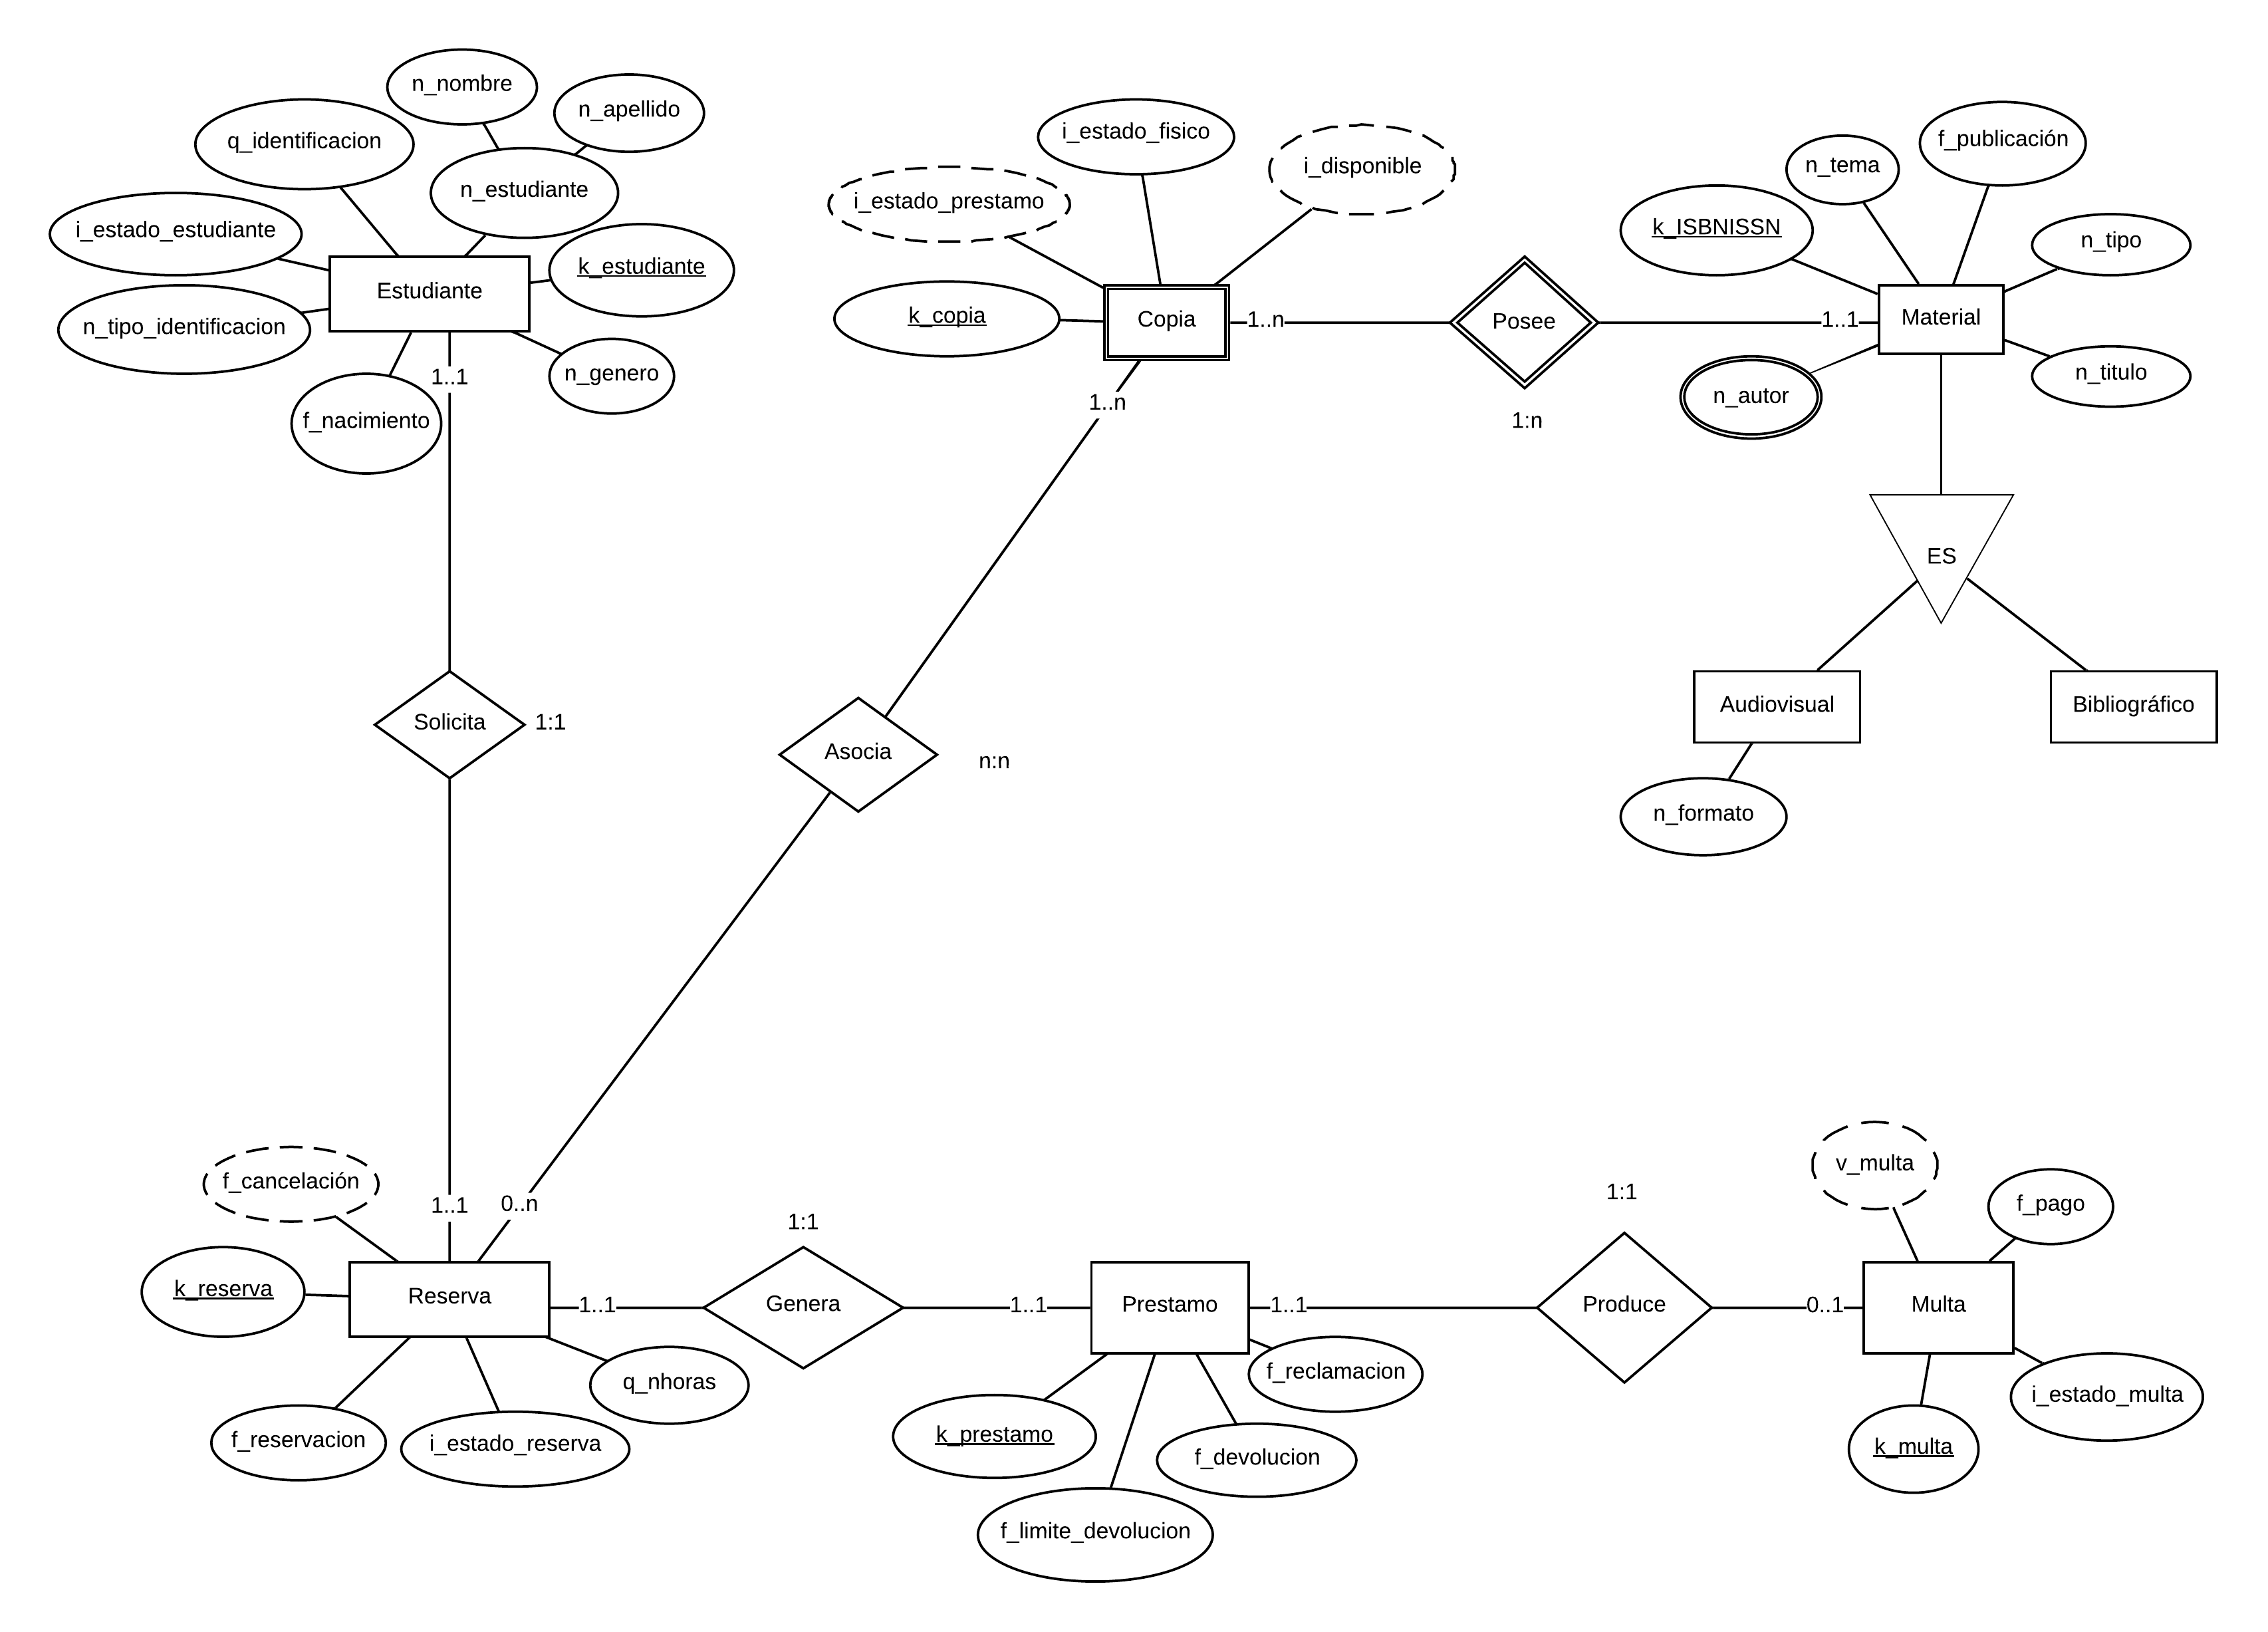 n_nombre
n_apellido
q_identificacion
n_estudiante
i_estado_estudiante
k_estudiante
Estudiante
n_tipo_identificacion
n_genero
1..1
f_nacimiento
i_estado_fisico
i_disponible
i_estado_prestamo
k_copia
Copia
1..n
Posee
1..1
1..n
1:n
f_publicación
n_tema
k_ISBNISSN
n_tipo
Material
n_titulo
n_autor
ES
Audiovisual
Bibliográfico
n_formato
Solicita
1:1
Asocia
n:n
f_cancelación
1..1
0..n
k_reserva
Reserva
1..1
1:1
Genera
1..1
q_nhoras
f_reservacion
i_estado_reserva
Prestamo
1..1
f_reclamacion
k_prestamo
f_devolucion
f_limite_devolucion
1:1
Produce
0..1
v_multa
f_pago
Multa
i_estado_multa
k_multa